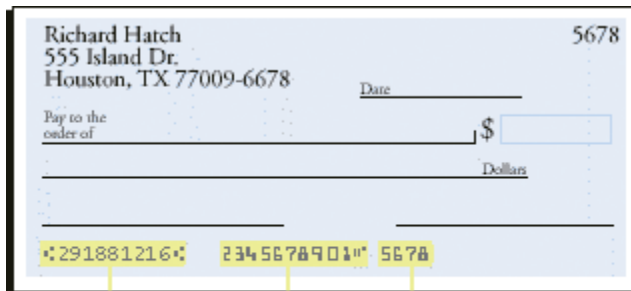 Richard Hatch 5678
555 Island Dr.
Houston, TX 77009-6678
Date
Pay to the
order of $
Dollars
⑆291881216⑆ 2345678901⑈ 5678